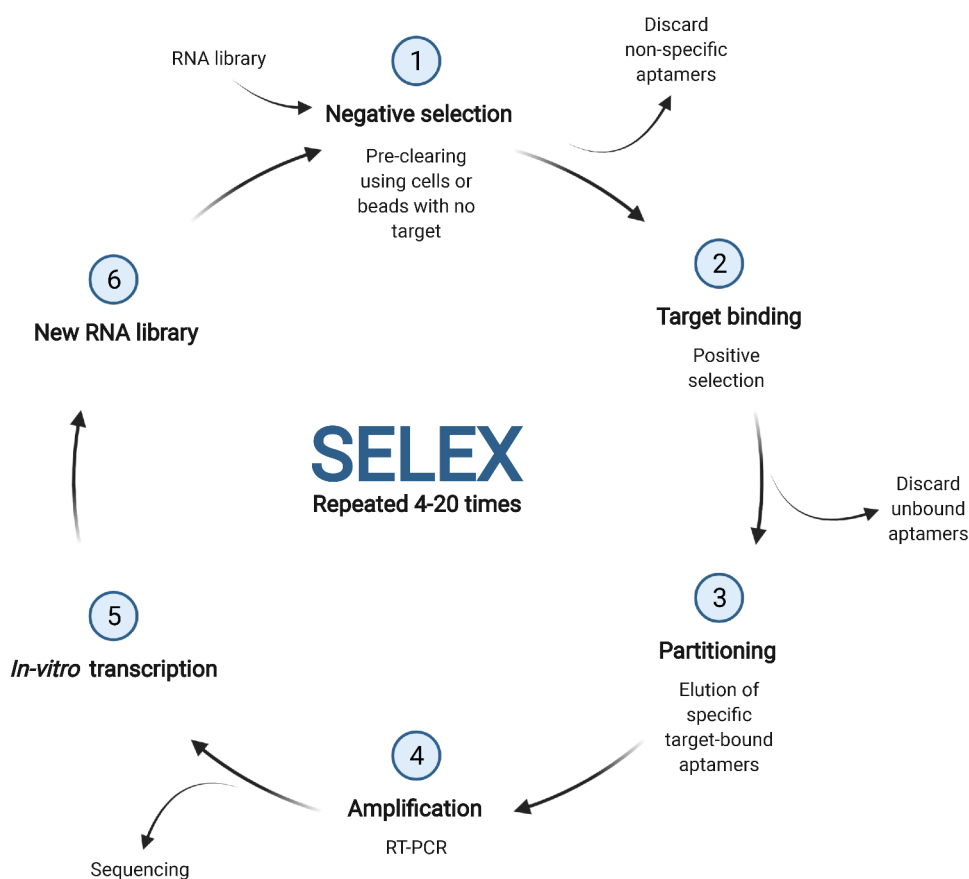 RNA library
1
Negative selection
Pre-clearing
using cells or
beads with no
target
Discard
non-specific
aptamers
2
Target binding
Positive
selection
Discard
unbound
aptamers
3
Partitioning
Elution of
specific
target-bound
aptamers
4
Amplification
RT-PCR
Sequencing
5
In-vitro transcription
6
New RNA library
SELEX
Repeated 4-20 times